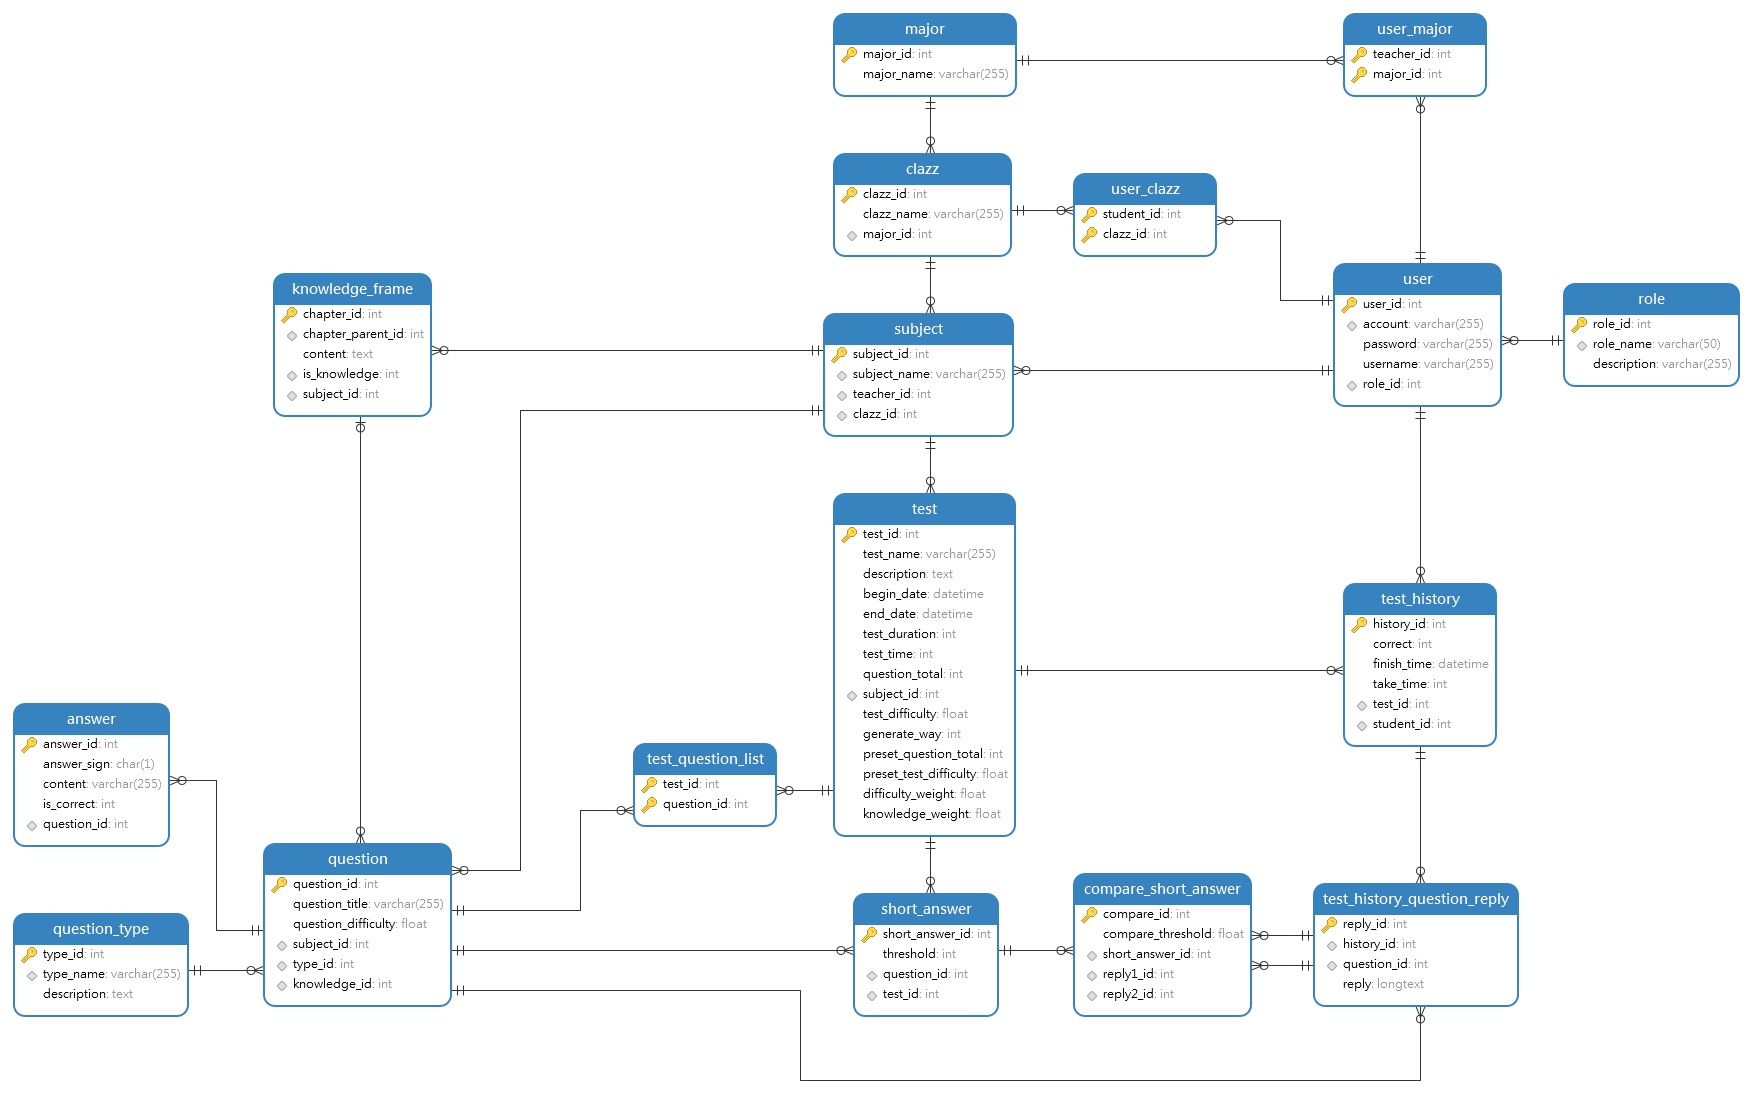 major
major_id: int
major_name: varchar(255)
user_major
teacher_id: int
major_id: int
clazz
clazz_id: int
clazz_name: varchar(255)
major_id: int
user_clazz
student_id: int
clazz_id: int
knowledge_frame
chapter_id: int
chapter_parent_id: int
content: text
is_knowledge: int
subject_id: int
subject
subject_id: int
subject_name: varchar(255)
teacher_id: int
clazz_id: int
user
user_id: int
account: varchar(255)
password: varchar(255)
username: varchar(255)
role_id: int
role
role_id: int
role_name: varchar(50)
description: varchar(255)
test
test_id: int
test_name: varchar(255)
description: text
begin_date: datetime
end_date: datetime
test_duration: int
test_time: int
question_total: int
subject_id: int
test_difficulty: float
generate_way: int
preset_question_total: int
preset_test_difficulty: float
difficulty_weight: float
knowledge_weight: float
test_history
history_id: int
correct: int
finish_time: datetime
take_time: int
test_id: int
student_id: int
answer
answer_id: int
answer_sign: char(1)
content: varchar(255)
is_correct: int
question_id: int
test_question_list
test_id: int
question_id: int
question
question_id: int
question_title: varchar(255)
question_difficulty: float
subject_id: int
type_id: int
knowledge_id: int
question_type
type_id: int
type_name: varchar(255)
description: text
short_answer
short_answer_id: int
threshold: int
question_id: int
test_id: int
compare_short_answer
compare_id: int
compare_threshold: float
short_answer_id: int
reply1_id: int
reply2_id: int
test_history_question_reply
reply_id: int
history_id: int
question_id: int
reply: longtext